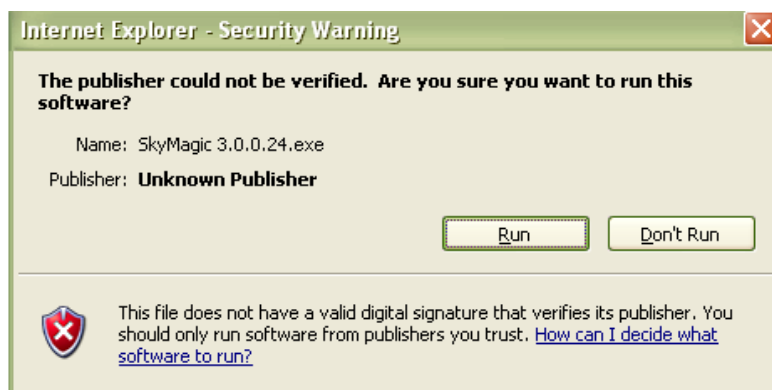 Internet Explorer - Security Warning
The publisher could not be verified.  Are you sure you want to run this
software?
Name: SkyMagic 3.0.0.24.exe
Publisher: Unknown Publisher
Run Don't Run
This file does not have a valid digital signature that verifies its publisher. You
should only run software from publishers you trust. How can I decide what
software to run?